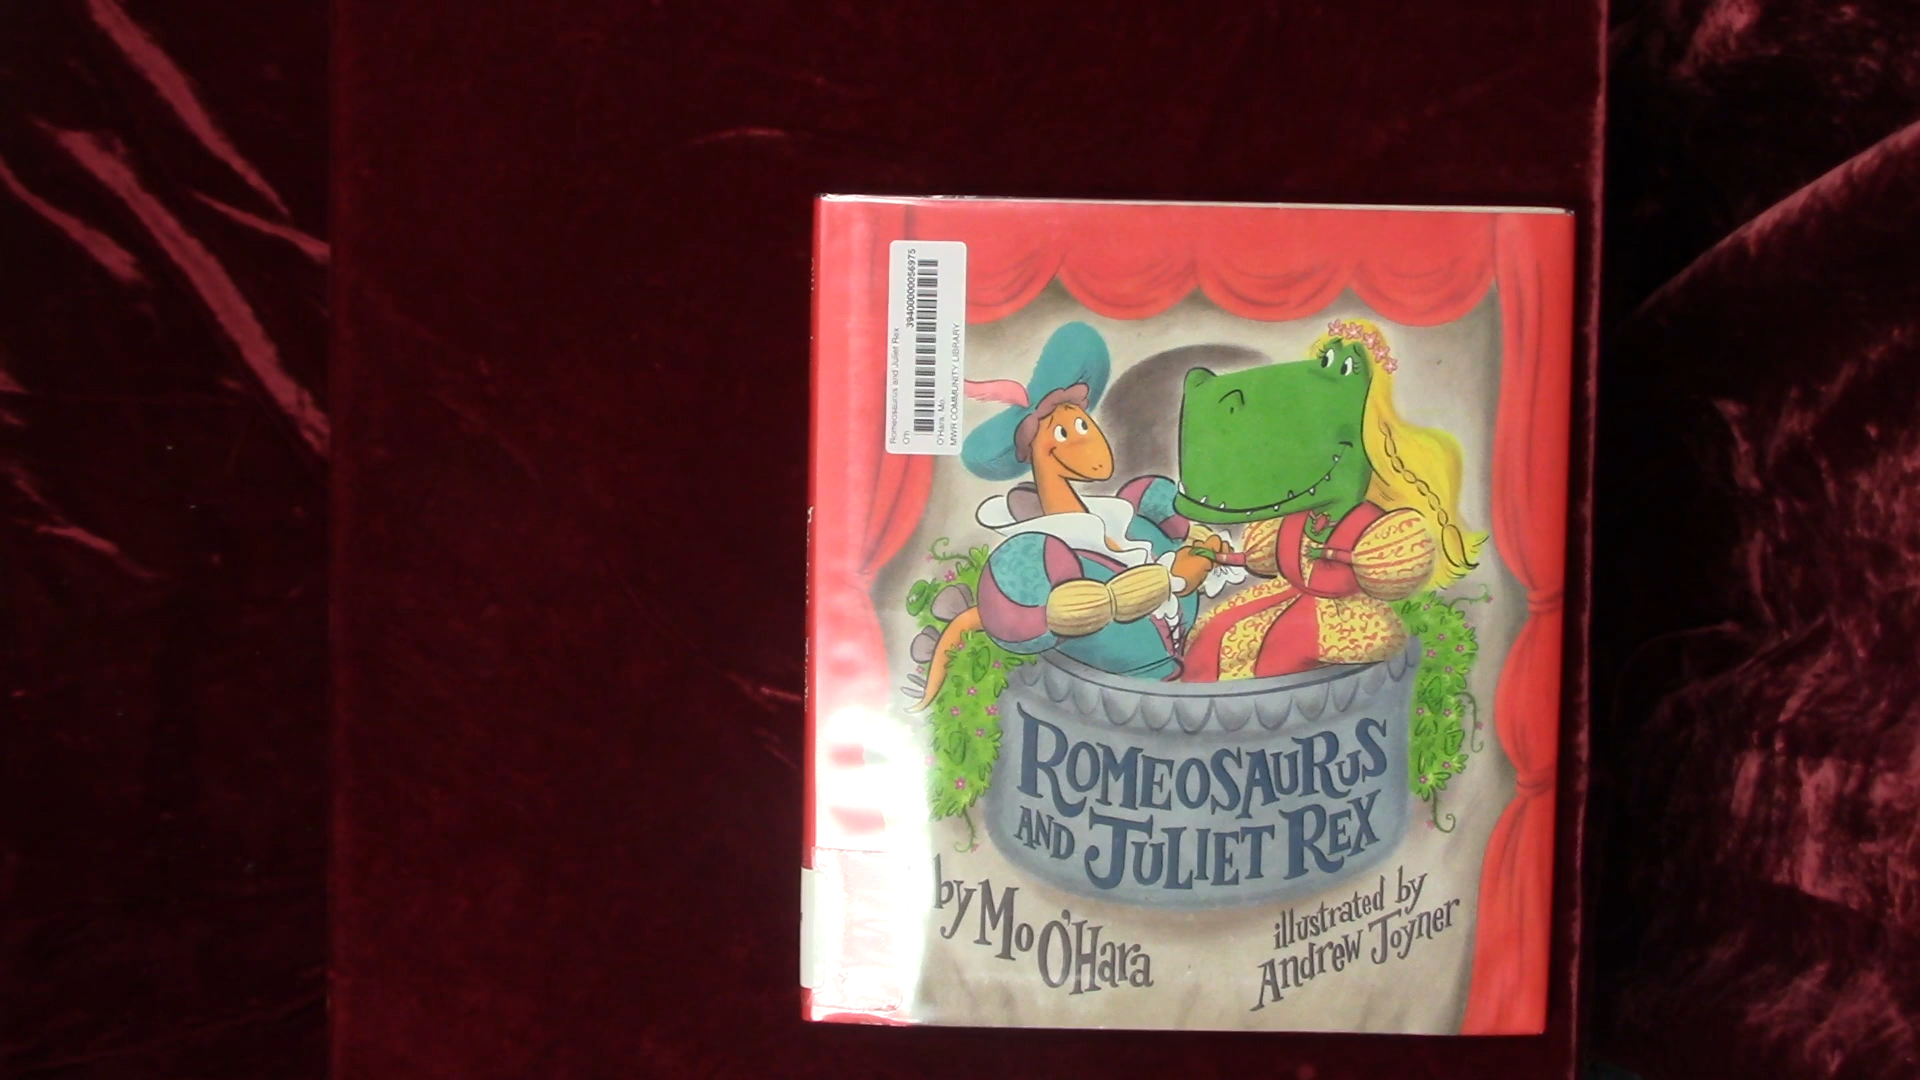 Romeosaurus and Juliet Rex
O'h
39400000056975
O'Hara, Mo.
MWR COMMUNITY LIBRARY
ROMEOSAURUS
AND JULIET REX
by Mo O'Hara
illustrated by
Andrew Joyner